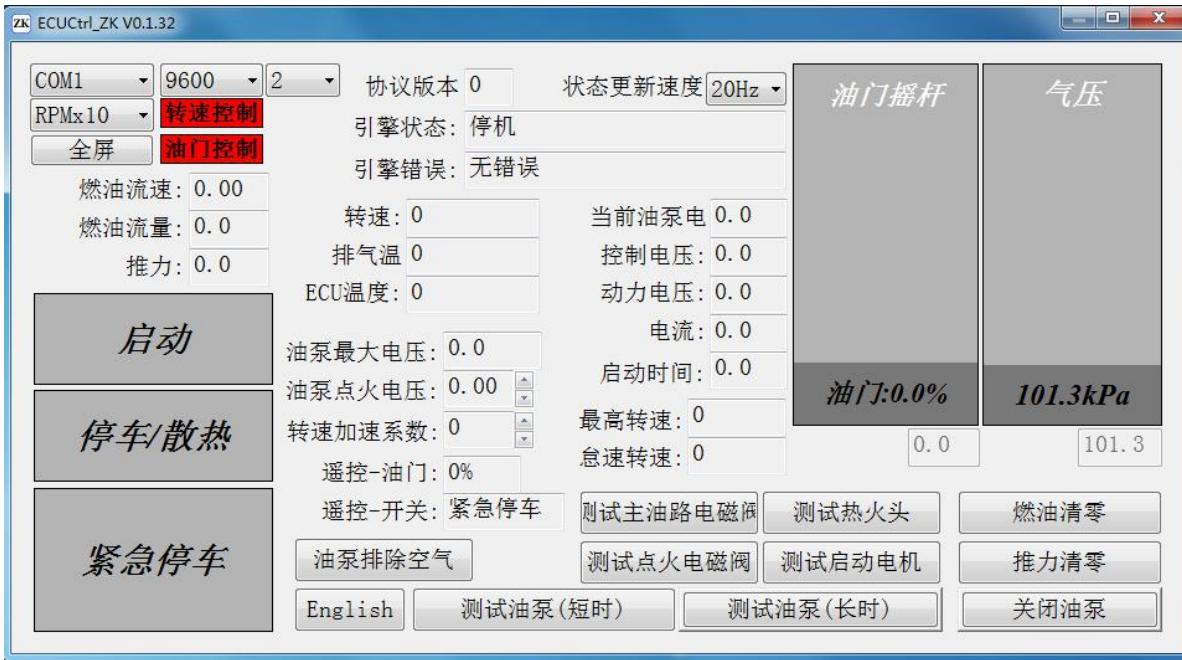 ZK ECUCtrl_ZK V0.1.32
COM1 9600 2 协议版本 0 状态更新速度 20Hz
RPMx10 转速控制 引擎状态: 停机
全屏 油门控制 引擎错误: 无错误
油门摇杆 气压
燃油流速: 0.00 转速: 0 当前油泵电 0.0
燃油流量: 0.0 排气温 0 控制电压: 0.0
推力: 0.0 ECU温度: 0 动力电压: 0.0
启动 电流: 0.0
油泵最大电压: 0.0 启动时间: 0.0
油泵点火电压: 0.00 油门:0.0% 101.3kPa
停车/散热 转速加速系数: 0 最高转速: 0
遥控-油门: 0% 怠速转速: 0 0.0 101.3
遥控-开关: 紧急停车 测试主油路电磁阀 测试热火头 燃油清零
紧急停车 油泵排除空气 测试点火电磁阀 测试启动电机 推力清零
English 测试油泵(短时) 测试油泵(长时) 关闭油泵